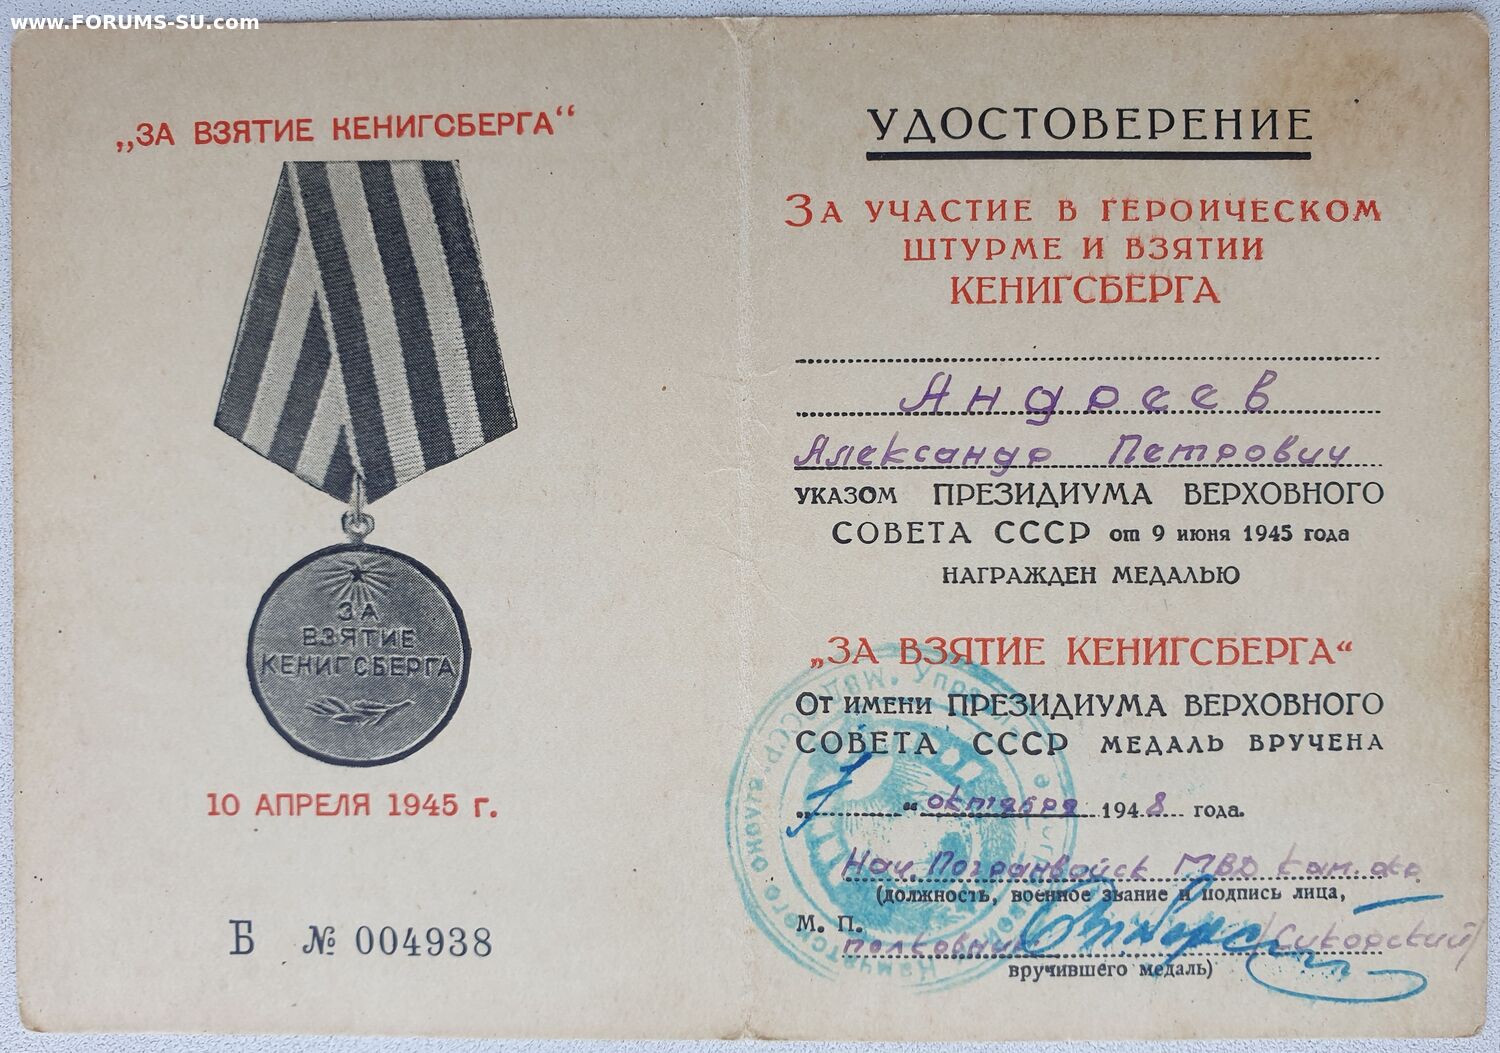 www.FORUMS-SU.com
„ЗА ВЗЯТИЕ КЕНИГСБЕРГА“
ЗА
ВЗЯТИЕ
КЕНИГСБЕРГА
10 АПРЕЛЯ 1945 г.
Б № 004938
УДОСТОВЕРЕНИЕ
ЗА УЧАСТИЕ В ГЕРОИЧЕСКОМ
ШТУРМЕ И ВЗЯТИИ
КЕНИГСБЕРГА
Андреев
Александр Петрович
УКАЗОМ ПРЕЗИДИУМА ВЕРХОВНОГО
СОВЕТА СССР от 9 июня 1945 года
НАГРАЖДЕН МЕДАЛЬЮ
„ЗА ВЗЯТИЕ КЕНИГСБЕРГА“
ОТ ИМЕНИ ПРЕЗИДИУМА ВЕРХОВНОГО
СОВЕТА СССР МЕДАЛЬ ВРУЧЕНА
„7“ октября 1948 года.
Нач. Погранвойск МВД Кам. окр
(должность, военное звание и подпись лица,
М. П.
полковник /Сикорский/
вручившего медаль)